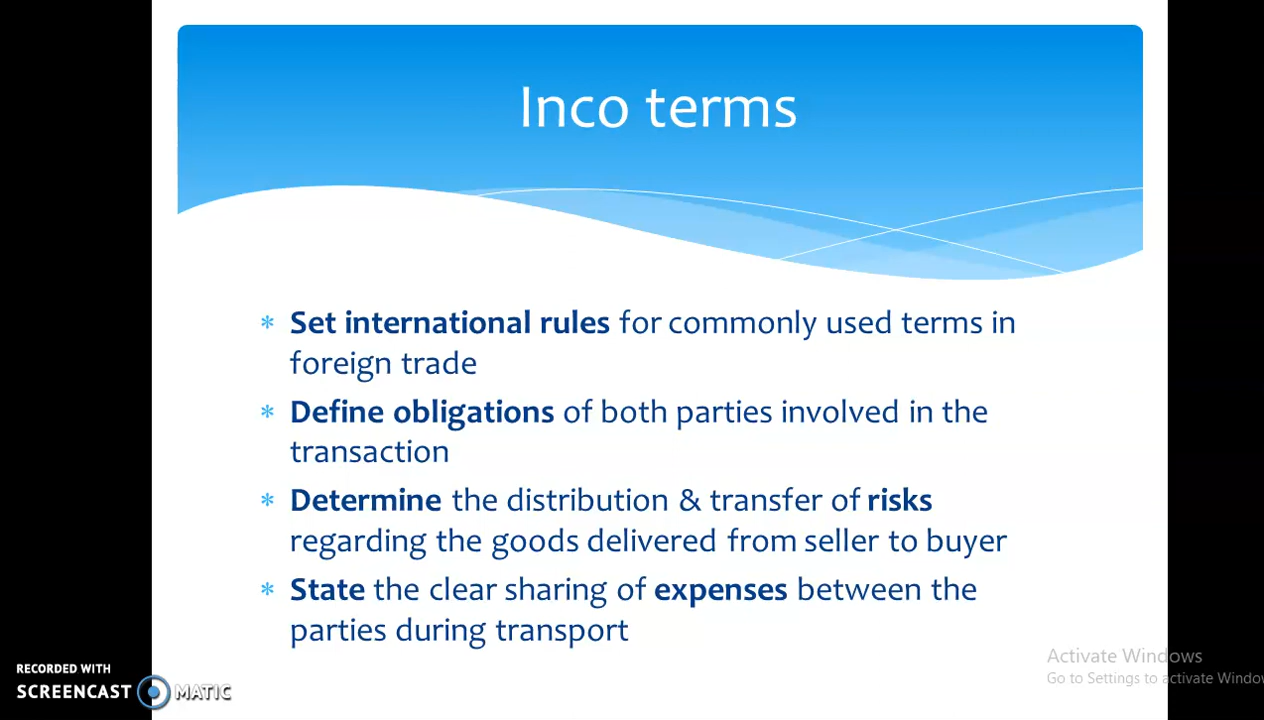 Inco terms
* Set international rules for commonly used terms in
foreign trade
* Define obligations of both parties involved in the
transaction
* Determine the distribution & transfer of risks
regarding the goods delivered from seller to buyer
* State the clear sharing of expenses between the
parties during transport
Activate Windows
Go to Settings to activate Windo
RECORDED WITH
SCREENCAST MATIC